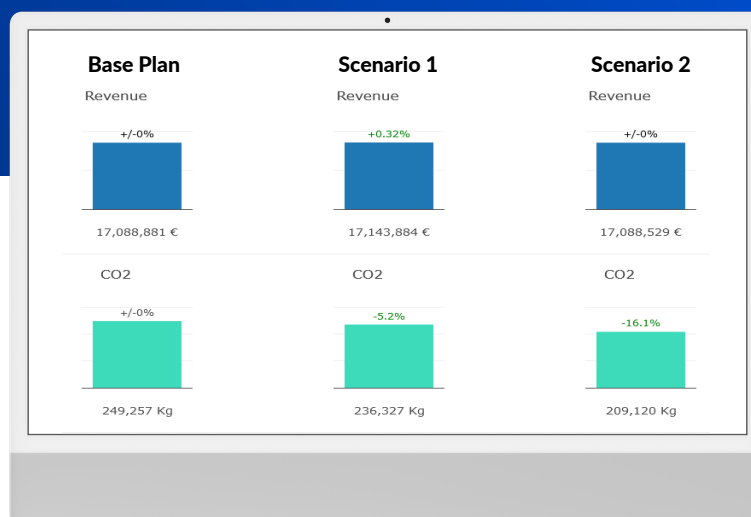 Base Plan Scenario 1 Scenario 2
Revenue Revenue Revenue
+/-0% +0.32% +/-0%
17,088,881 € 17,143,884 € 17,088,529 €
CO2 CO2 CO2
+/-0% -5.2% -16.1%
249,257 Kg 236,327 Kg 209,120 Kg